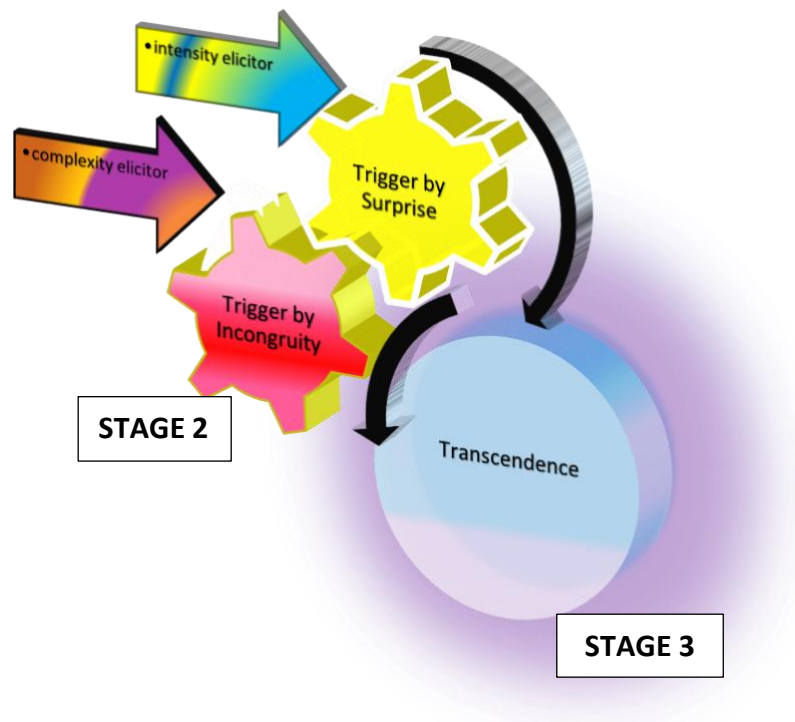 • intensity elicitor
• complexity elicitor
Trigger by
Surprise
Trigger by
Incongruity
STAGE 2
Transcendence
STAGE 3